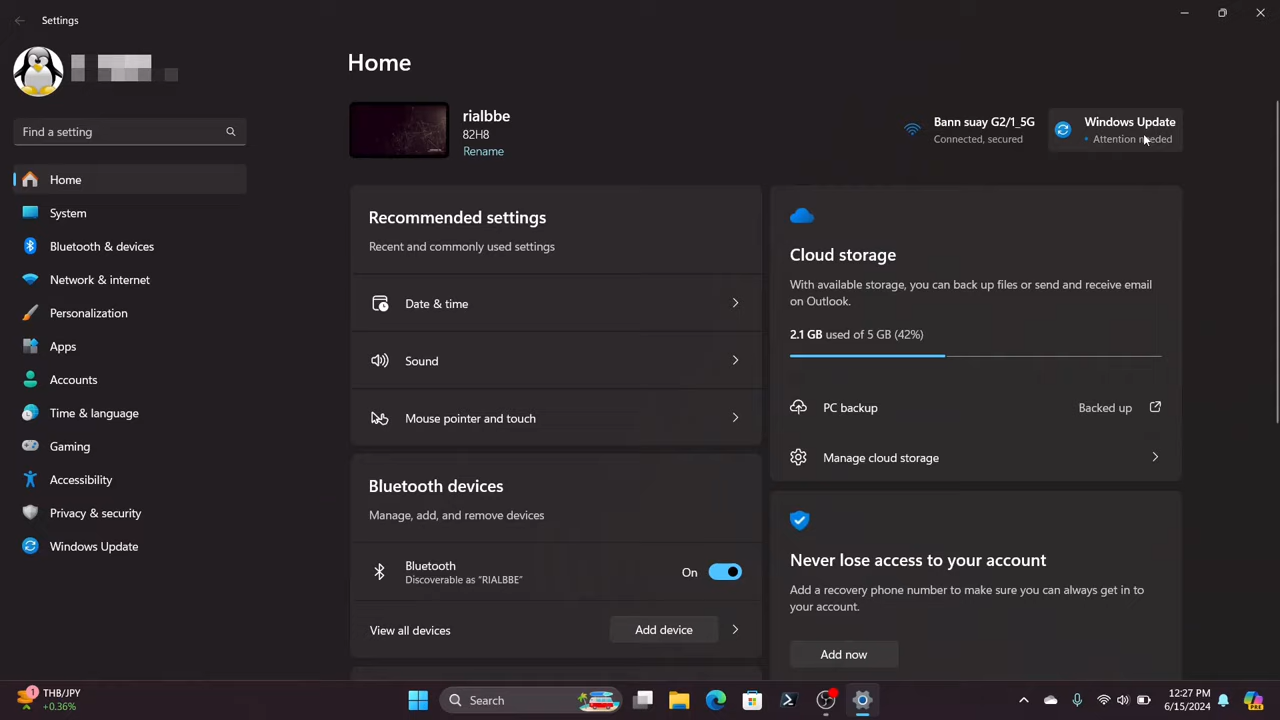 Settings
Find a setting
Home
System
Bluetooth & devices
Network & internet
Personalization
Apps
Accounts
Time & language
Gaming
Accessibility
Privacy & security
Windows Update
Home
rialbbe
82H8
Rename
Bann suay G2/1_5G
Connected, secured
Windows Update
Attention needed
Recommended settings
Recent and commonly used settings
Date & time
Sound
Mouse pointer and touch
Bluetooth devices
Manage, add, and remove devices
Bluetooth
Discoverable as “RIALBBE”
On
View all devices
Add device
Cloud storage
With available storage, you can back up files or send and receive email
on Outlook.
2.1 GB used of 5 GB (42%)
PC backup
Backed up
Manage cloud storage
Never lose access to your account
Add a recovery phone number to make sure you can always get in to
your account.
Add now
1
THB/JPY
+0.36%
Search
12:27 PM
6/15/2024